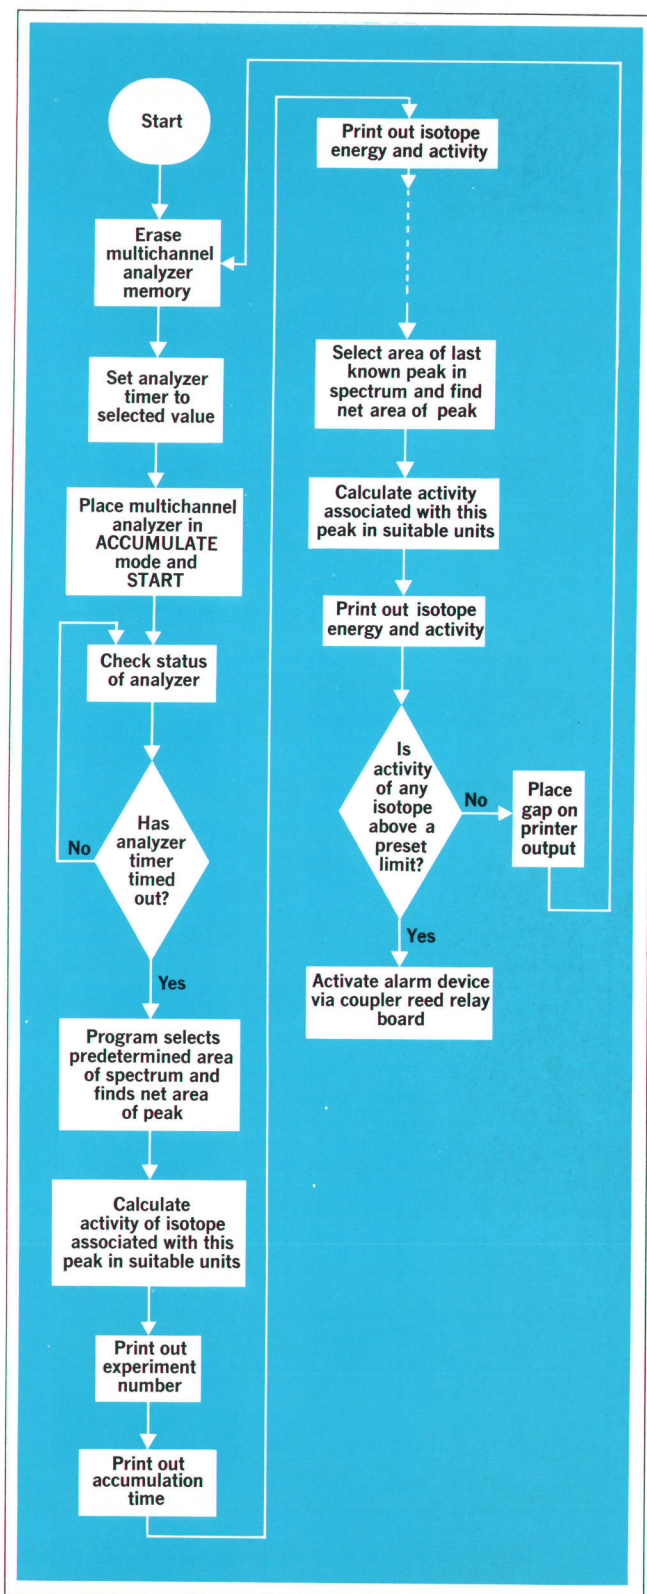 Start
Erase
multichannel
analyzer
memory
Set analyzer
timer to
selected value
Place multichannel
analyzer in
ACCUMULATE
mode and
START
Check status
of analyzer
Has
analyzer
timer
timed
out?
No
Yes
Program selects
predetermined area
of spectrum and
finds net area
of peak
Calculate
activity of isotope
associated with this
peak in suitable units
Print out
experiment
number
Print out
accumulation
time
Print out isotope
energy and activity
Select area of last
known peak in
spectrum and find
net area of peak
Calculate activity
associated with this
peak in suitable units
Print out isotope
energy and activity
Is
activity
of any
isotope
above a
preset
limit?
No
Place
gap on
printer
output
Yes
Activate alarm device
via coupler reed relay
board